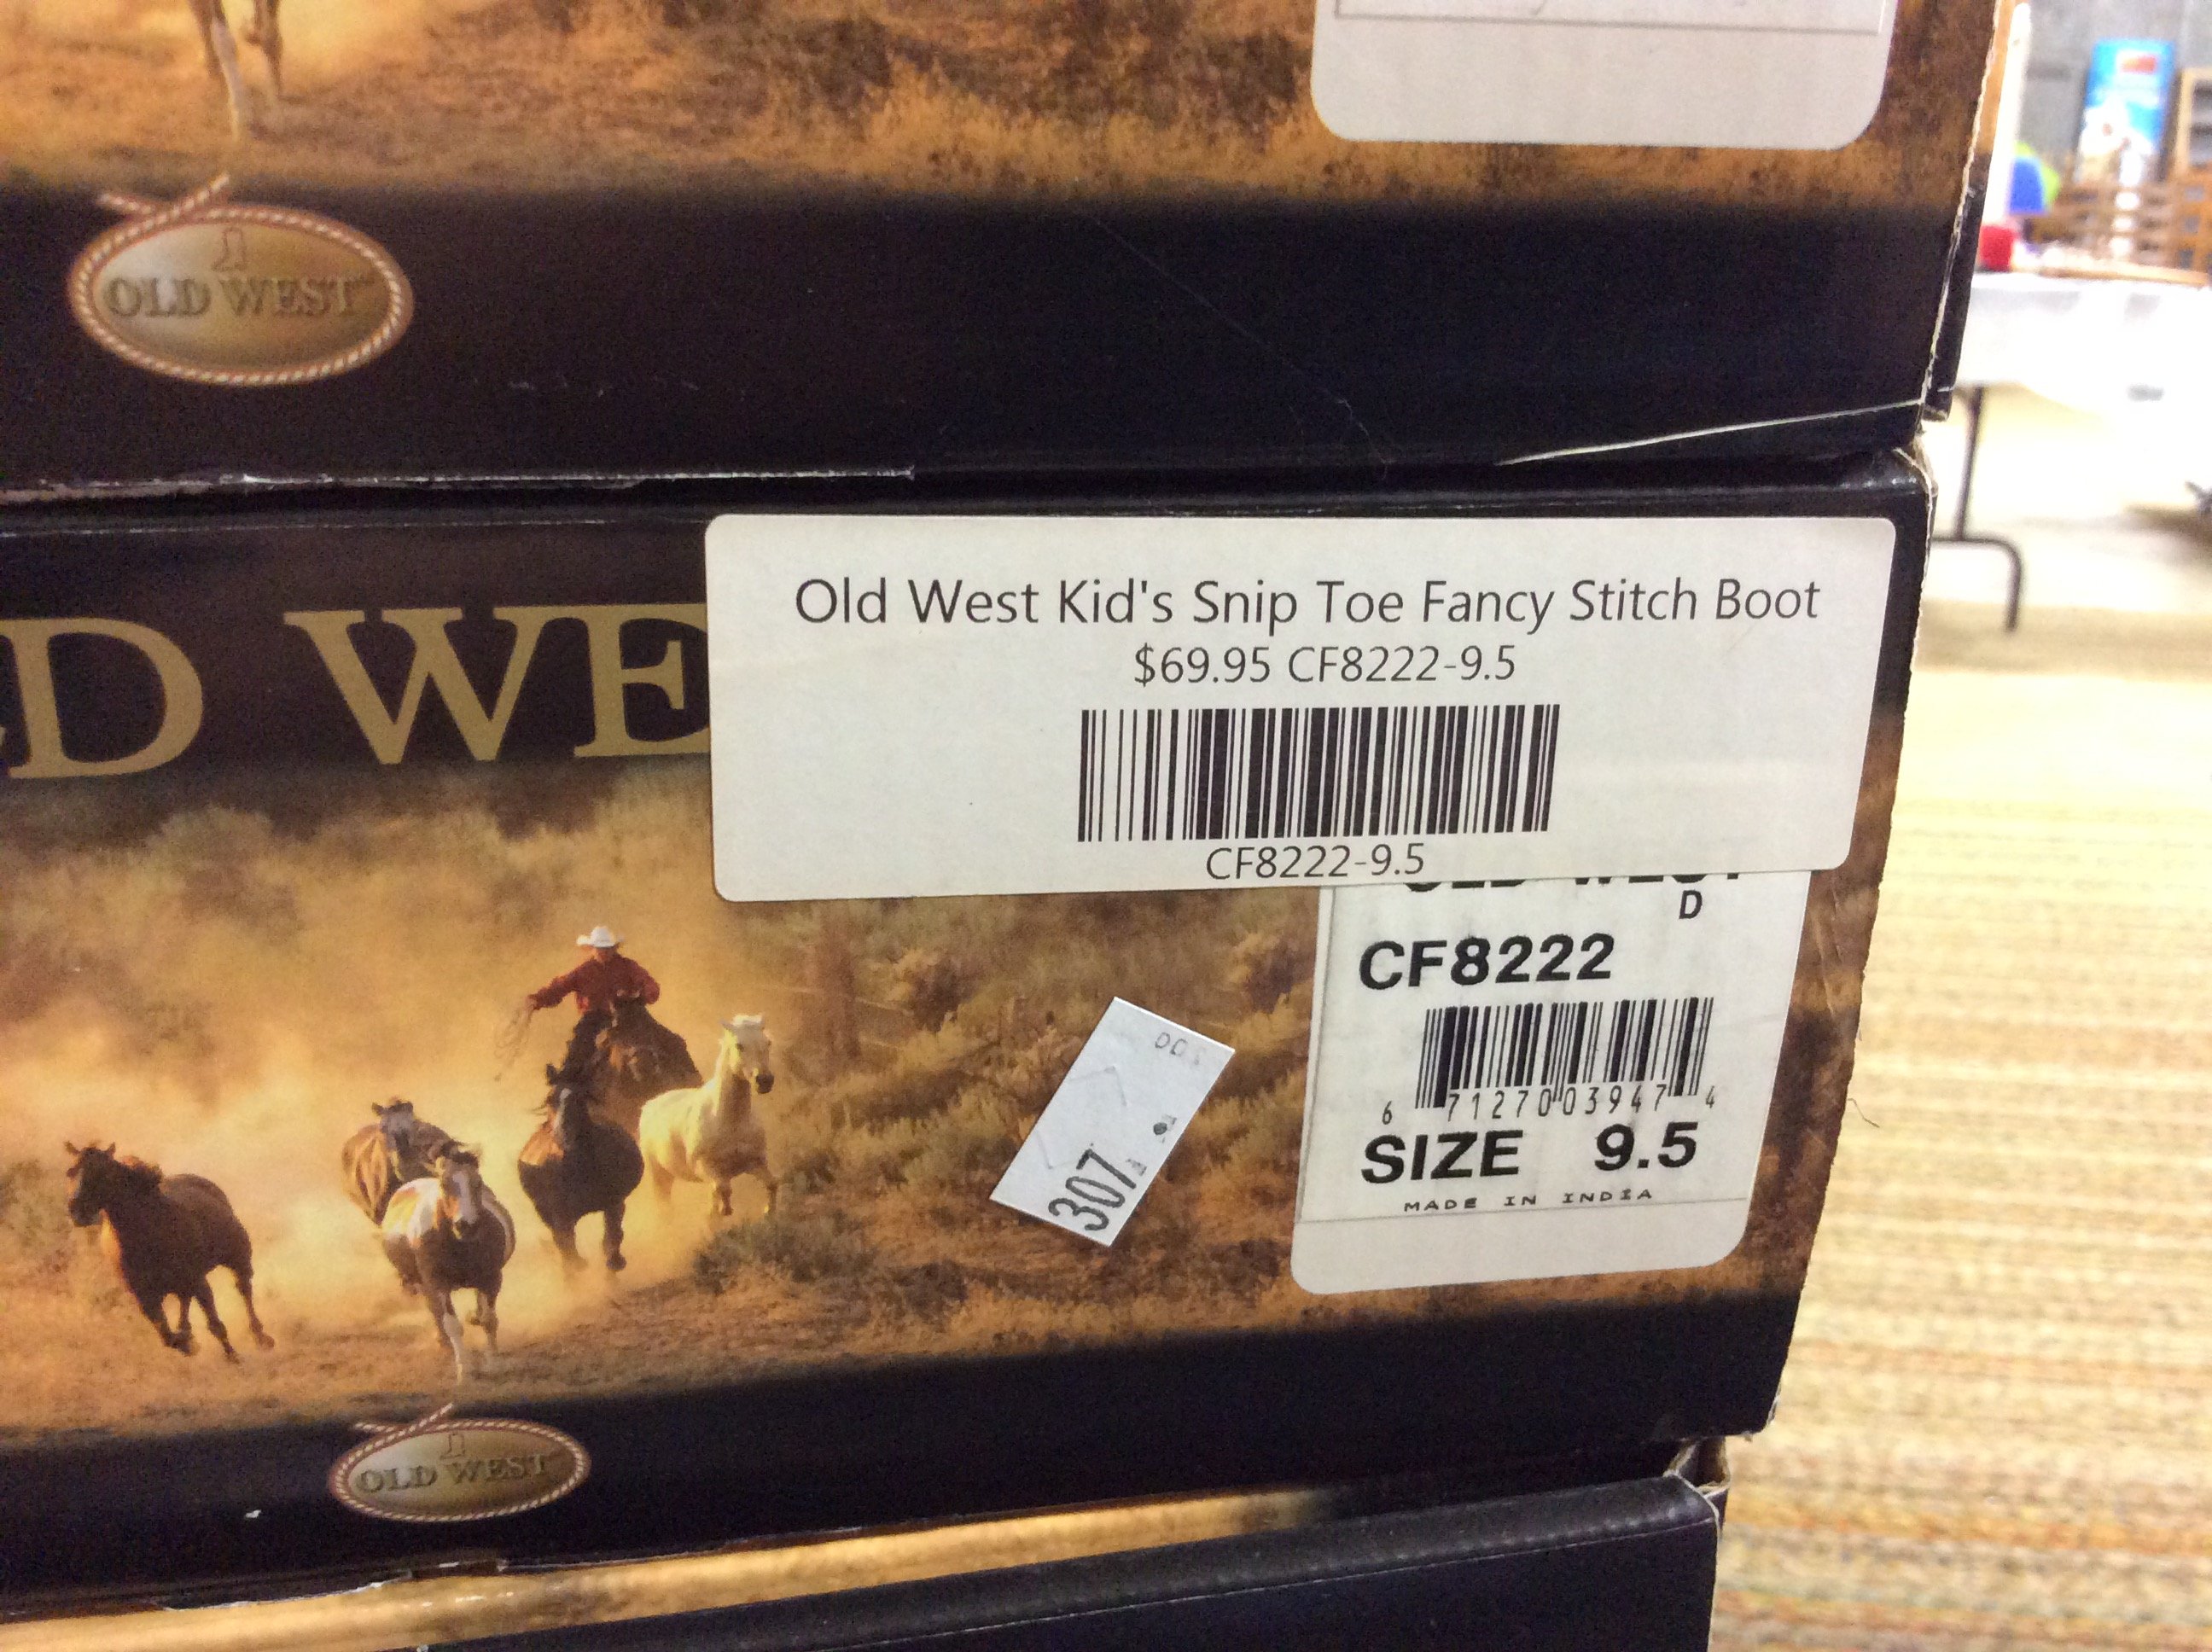 OLD WEST
Old West Kid's Snip Toe Fancy Stitch Boot
$69.95 CF8222-9.5
CF8222-9.5
D WE
D
CF8222
6 71270 03947 4
SIZE 9.5
MADE IN INDIA
307
OLD WEST